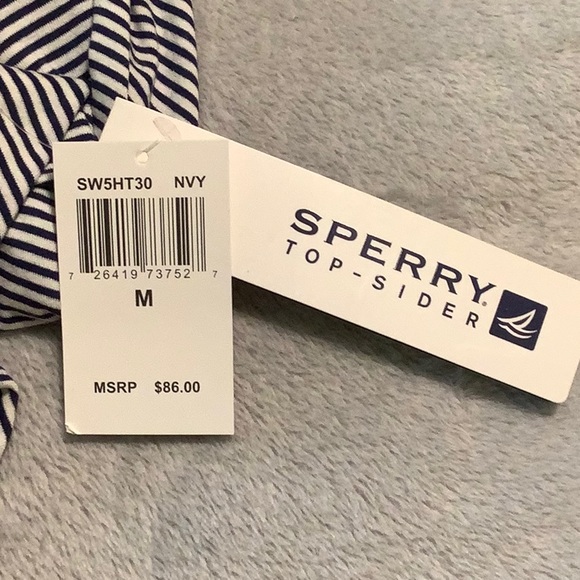 SW5HT30 NVY
7 26419 73752 7
M
MSRP $86.00
SPERRY®
TOP-SIDER